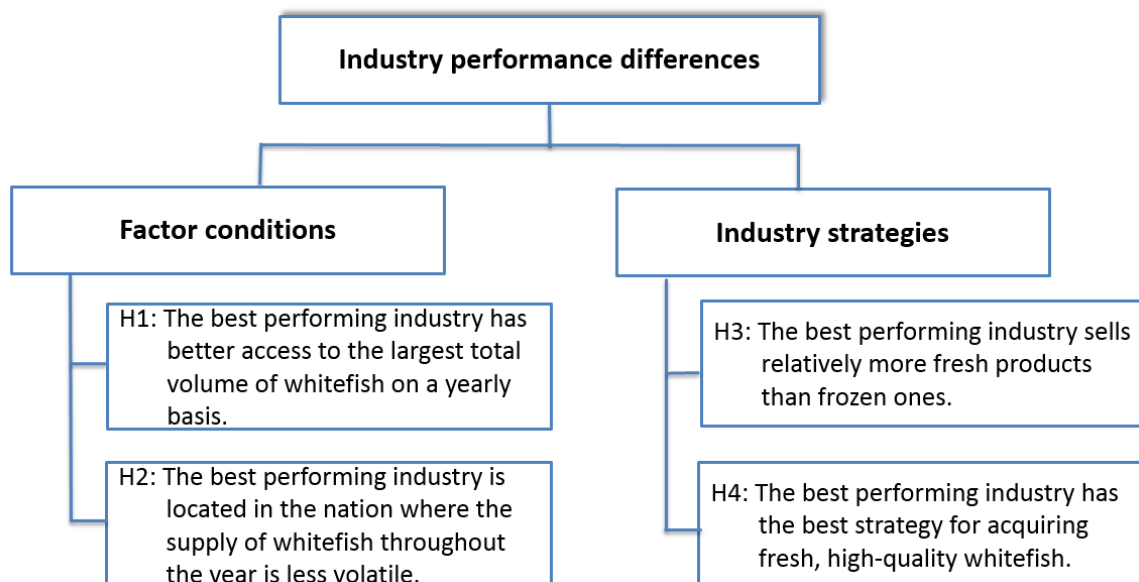 Industry performance differences
Factor conditions
H1: The best performing industry has
better access to the largest total
volume of whitefish on a yearly
basis.
H2: The best performing industry is
located in the nation where the
supply of whitefish throughout
the year is less volatile.
Industry strategies
H3: The best performing industry sells
relatively more fresh products
than frozen ones.
H4: The best performing industry has
the best strategy for acquiring
fresh, high-quality whitefish.